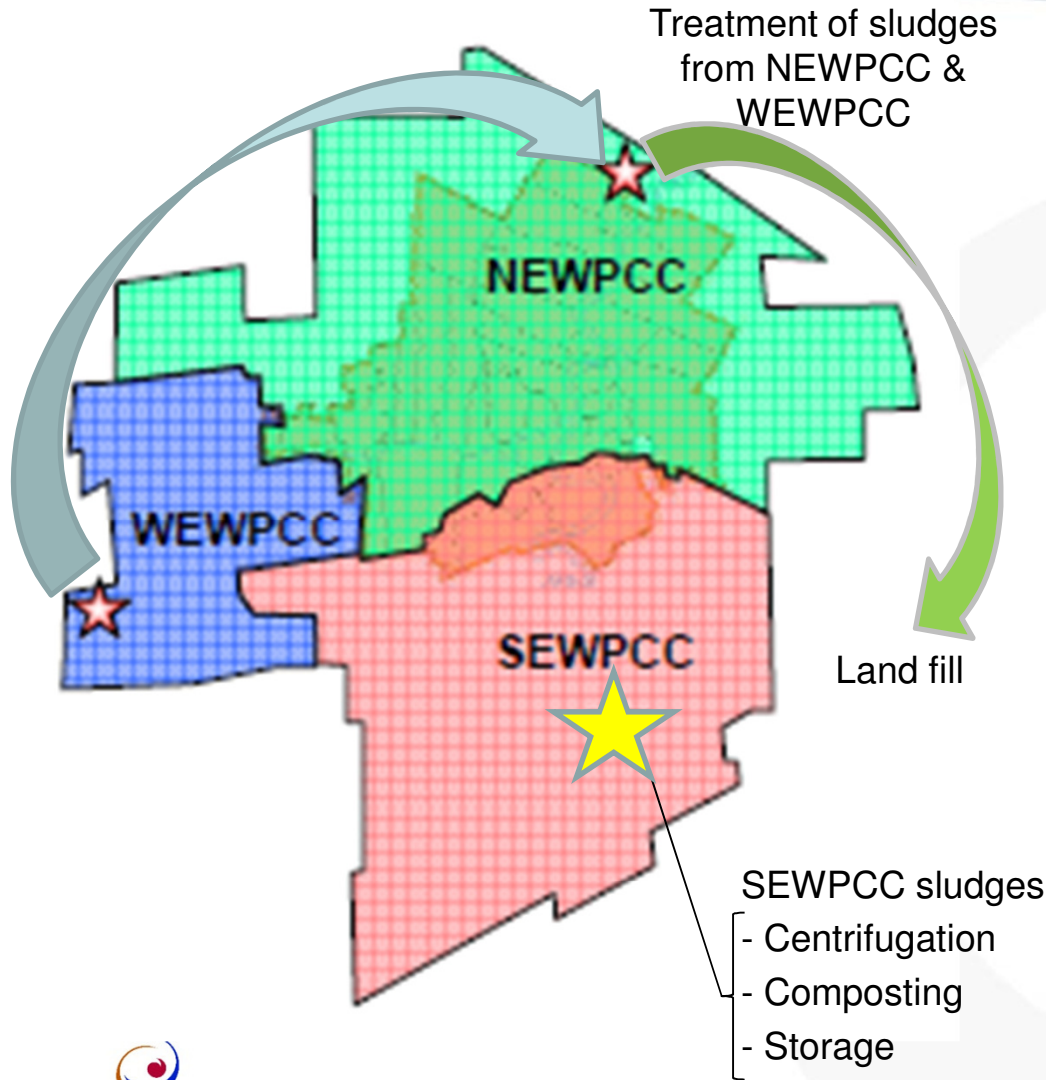 Treatment of sludges
from NEWPCC &
WEWPCC
NEWPCC
WEWPCC
SEWPCC
Land fill
SEWPCC sludges
- Centrifugation
- Composting
- Storage